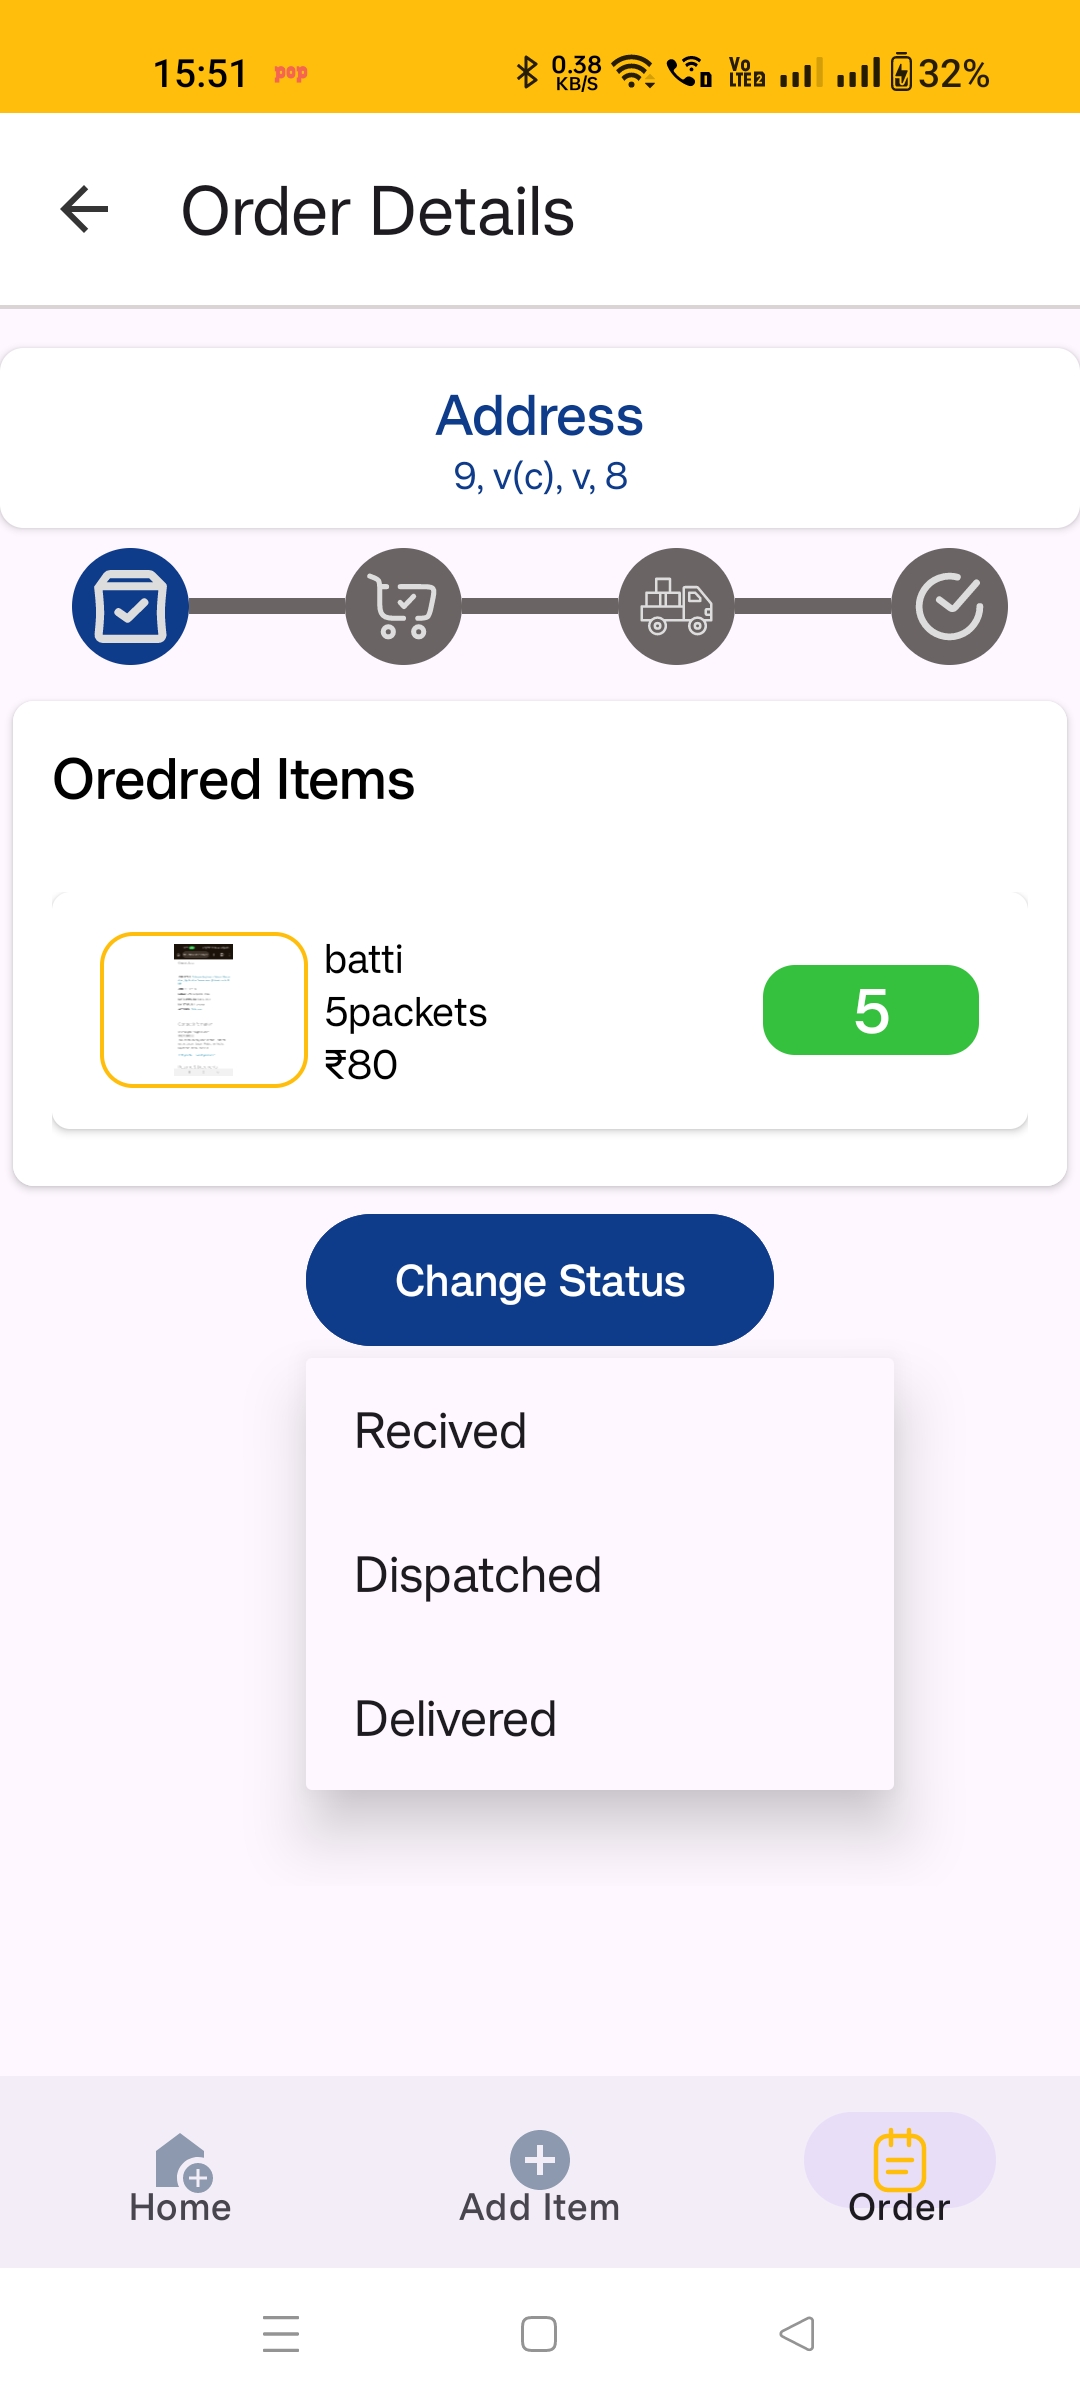 15:51 pop 0.38 KB/S Vo LTE2 32%
Order Details
Address
9, v(c), v, 8
Oredred Items
batti
5packets
₹80
5
Change Status
Recived
Dispatched
Delivered
Home Add Item Order